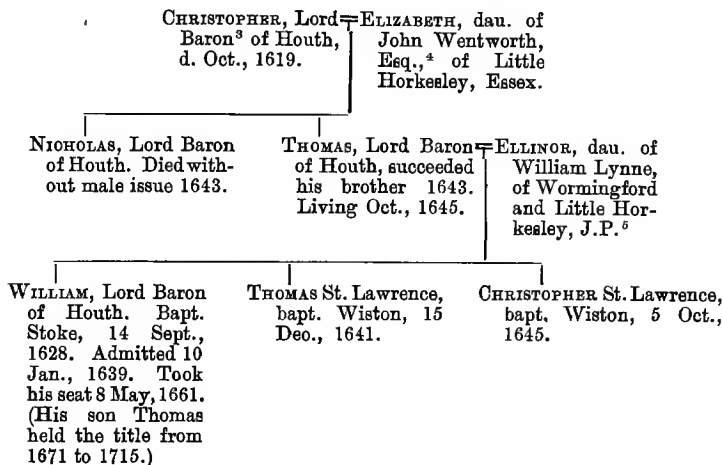 CHRISTOPHER, Lord
Baron³ of Houth,
d. Oct., 1619.
ELIZABETH, dau. of
John Wentworth,
Esq.,⁴ of Little
Horkesley, Essex.
NICHOLAS, Lord Baron
of Houth. Died with-
out male issue 1643.
THOMAS, Lord Baron
of Houth, succeeded
his brother 1643.
Living Oct., 1645.
ELLINOR, dau. of
William Lynne,
of Wormingford
and Little Hor-
kesley, J.P.⁵
WILLIAM, Lord Baron
of Houth. Bapt.
Stoke, 14 Sept.,
1628. Admitted 10
Jan., 1639. Took
his seat 8 May, 1661.
(His son Thomas
held the title from
1671 to 1715.)
THOMAS St. Lawrence,
bapt. Wiston, 15
Dec., 1641.
CHRISTOPHER St. Lawrence,
bapt. Wiston, 5 Oct.,
1645.